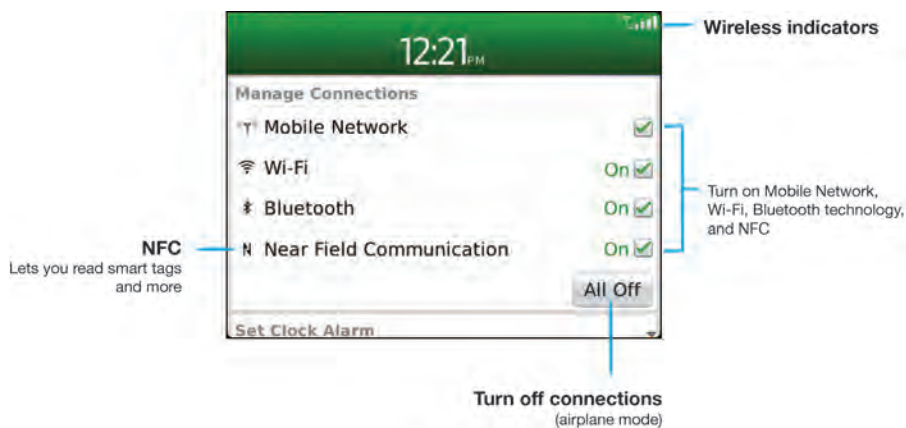 Wireless indicators
12:21PM
Manage Connections
Mobile Network
Wi-Fi On
Bluetooth On
Near Field Communication On
All Off
Set Clock Alarm
Turn on Mobile Network,
Wi-Fi, Bluetooth technology,
and NFC
NFC
Lets you read smart tags
and more
Turn off connections
(airplane mode)